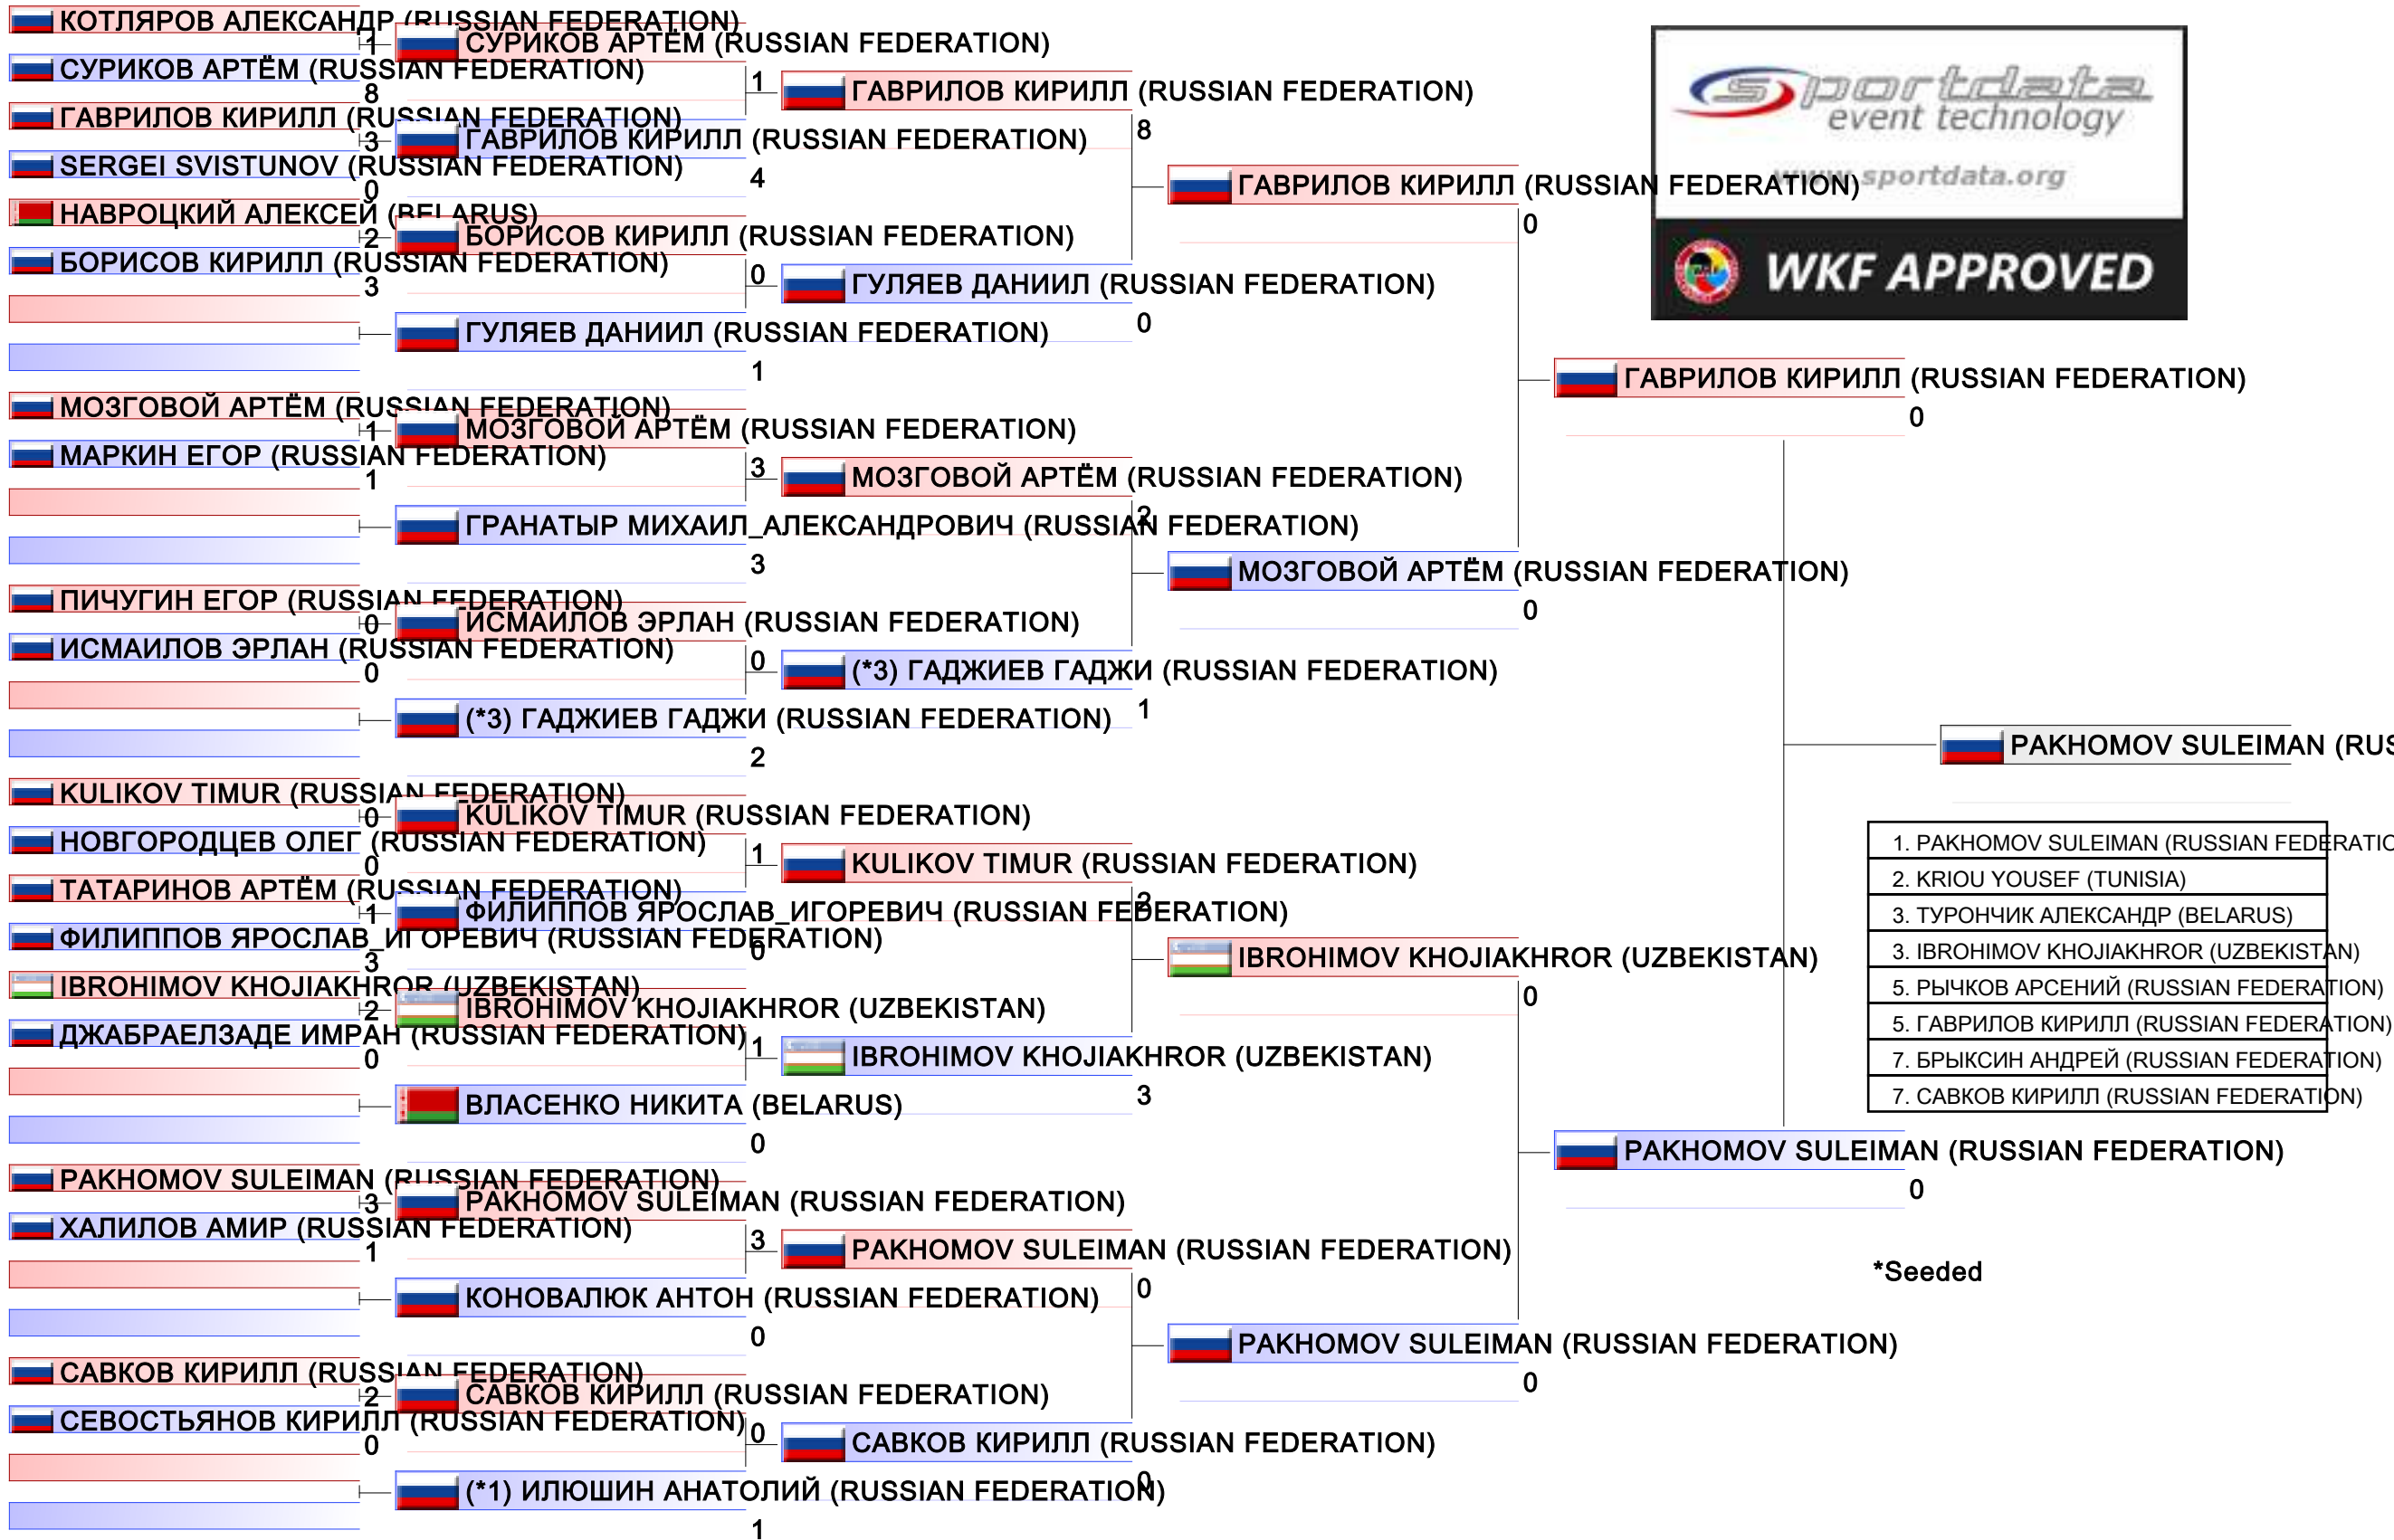 КОТЛЯРОВ АЛЕКСАНДР (RUSSIAN FEDERATION)
1
СУРИКОВ АРТЁМ (RUSSIAN FEDERATION)
8
ГАВРИЛОВ КИРИЛЛ (RUSSIAN FEDERATION)
3
SERGEI SVISTUNOV (RUSSIAN FEDERATION)
0
НАВРОЦКИЙ АЛЕКСЕЙ (BELARUS)
2
БОРИСОВ КИРИЛЛ (RUSSIAN FEDERATION)
3
МОЗГОВОЙ АРТЁМ (RUSSIAN FEDERATION)
1
МАРКИН ЕГОР (RUSSIAN FEDERATION)
1
ПИЧУГИН ЕГОР (RUSSIAN FEDERATION)
0
ИСМАИЛОВ ЭРЛАН (RUSSIAN FEDERATION)
0
KULIKOV TIMUR (RUSSIAN FEDERATION)
0
НОВГОРОДЦЕВ ОЛЕГ (RUSSIAN FEDERATION)
0
ТАТАРИНОВ АРТЁМ (RUSSIAN FEDERATION)
1
ФИЛИППОВ ЯРОСЛАВ_ИГОРЕВИЧ (RUSSIAN FEDERATION)
3
IBROHIMOV KHOJIAKHROR (UZBEKISTAN)
2
ДЖАБРАЕЛЗАДЕ ИМРАН (RUSSIAN FEDERATION)
0
PAKHOMOV SULEIMAN (RUSSIAN FEDERATION)
3
ХАЛИЛОВ АМИР (RUSSIAN FEDERATION)
1
САВКОВ КИРИЛЛ (RUSSIAN FEDERATION)
2
СЕВОСТЬЯНОВ КИРИЛЛ (RUSSIAN FEDERATION)
0
СУРИКОВ АРТЁМ (RUSSIAN FEDERATION)
1
ГАВРИЛОВ КИРИЛЛ (RUSSIAN FEDERATION)
4
БОРИСОВ КИРИЛЛ (RUSSIAN FEDERATION)
0
ГУЛЯЕВ ДАНИИЛ (RUSSIAN FEDERATION)
1
МОЗГОВОЙ АРТЁМ (RUSSIAN FEDERATION)
3
ГРАНАТЫР МИХАИЛ_АЛЕКСАНДРОВИЧ (RUSSIAN FEDERATION)
3
ИСМАИЛОВ ЭРЛАН (RUSSIAN FEDERATION)
0
(*3) ГАДЖИЕВ ГАДЖИ (RUSSIAN FEDERATION)
2
KULIKOV TIMUR (RUSSIAN FEDERATION)
1
ФИЛИППОВ ЯРОСЛАВ_ИГОРЕВИЧ (RUSSIAN FEDERATION)
0
IBROHIMOV KHOJIAKHROR (UZBEKISTAN)
1
ВЛАСЕНКО НИКИТА (BELARUS)
0
PAKHOMOV SULEIMAN (RUSSIAN FEDERATION)
3
КОНОВАЛЮК АНТОН (RUSSIAN FEDERATION)
0
САВКОВ КИРИЛЛ (RUSSIAN FEDERATION)
0
(*1) ИЛЮШИН АНАТОЛИЙ (RUSSIAN FEDERATION)
1
ГАВРИЛОВ КИРИЛЛ (RUSSIAN FEDERATION)
8
ГУЛЯЕВ ДАНИИЛ (RUSSIAN FEDERATION)
0
МОЗГОВОЙ АРТЁМ (RUSSIAN FEDERATION)
2
(*3) ГАДЖИЕВ ГАДЖИ (RUSSIAN FEDERATION)
1
KULIKOV TIMUR (RUSSIAN FEDERATION)
2
IBROHIMOV KHOJIAKHROR (UZBEKISTAN)
3
PAKHOMOV SULEIMAN (RUSSIAN FEDERATION)
0
САВКОВ КИРИЛЛ (RUSSIAN FEDERATION)
0
ГАВРИЛОВ КИРИЛЛ (RUSSIAN FEDERATION)
0
МОЗГОВОЙ АРТЁМ (RUSSIAN FEDERATION)
0
IBROHIMOV KHOJIAKHROR (UZBEKISTAN)
0
PAKHOMOV SULEIMAN (RUSSIAN FEDERATION)
0
ГАВРИЛОВ КИРИЛЛ (RUSSIAN FEDERATION)
0
PAKHOMOV SULEIMAN (RUSSIAN FEDERATION)
0
sportdata
event technology
www.sportdata.org
WKF APPROVED
PAKHOMOV SULEIMAN (RUS
1. PAKHOMOV SULEIMAN (RUSSIAN FEDERATIO
2. KRIOU YOUSEF (TUNISIA)
3. ТУРОНЧИК АЛЕКСАНДР (BELARUS)
3. IBROHIMOV KHOJIAKHROR (UZBEKISTAN)
5. РЫЧКОВ АРСЕНИЙ (RUSSIAN FEDERATION)
5. ГАВРИЛОВ КИРИЛЛ (RUSSIAN FEDERATION)
7. БРЫКСИН АНДРЕЙ (RUSSIAN FEDERATION)
7. САВКОВ КИРИЛЛ (RUSSIAN FEDERATION)
*Seeded